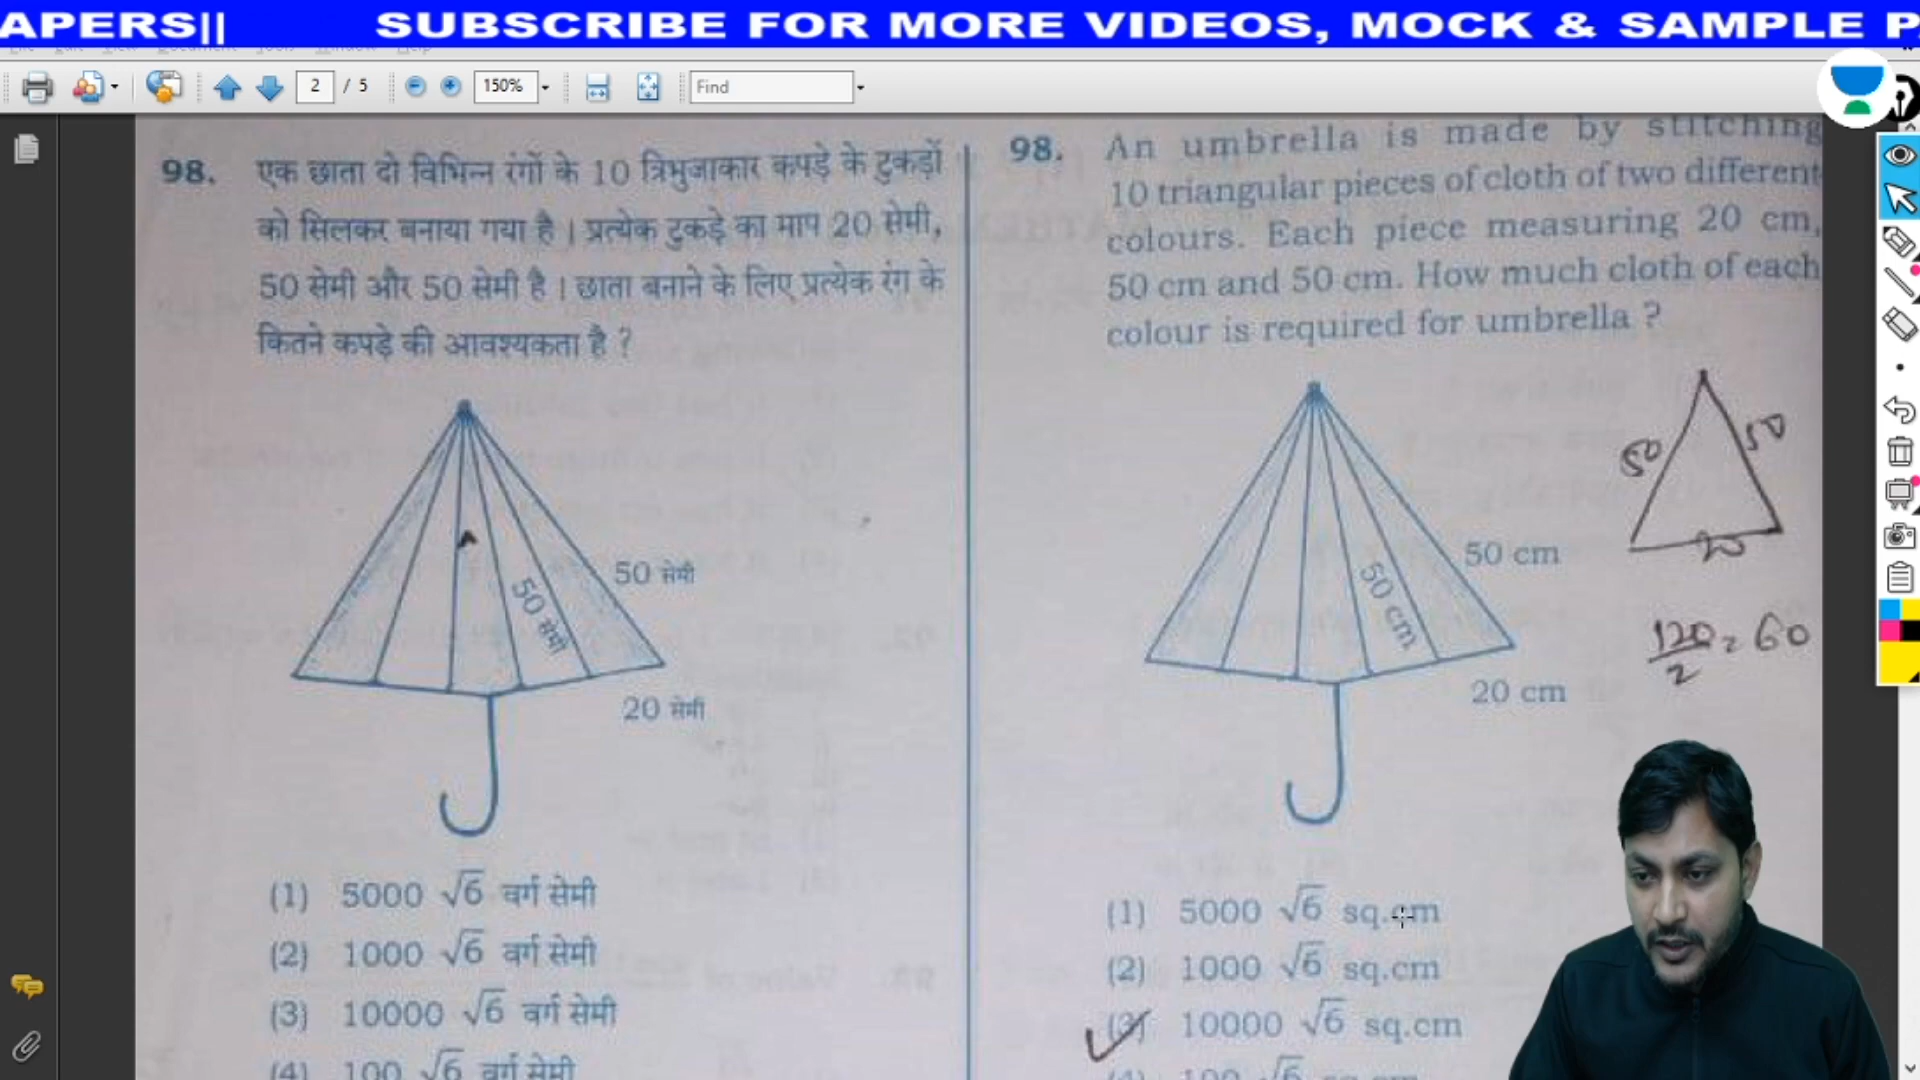 APERS||
SUBSCRIBE FOR MORE VIDEOS, MOCK & SAMPLE P
2 / 5
150%
Find
98. एक छाता दो विभिन्न रंगों के 10 त्रिभुजाकार कपड़े के टुकड़ों
को सिलकर बनाया गया है । प्रत्येक टुकड़े का माप 20 सेमी,
50 सेमी और 50 सेमी है । छाता बनाने के लिए प्रत्येक रंग के
कितने कपड़े की आवश्यकता है ?
50 सेमी
50 सेमी
20 सेमी
(1) 5000 √6 वर्ग सेमी
(2) 1000 √6 वर्ग सेमी
(3) 10000 √6 वर्ग सेमी
(4) 100 √6 वर्ग सेमी
98. An umbrella is made by stitching
10 triangular pieces of cloth of two different
colours. Each piece measuring 20 cm,
50 cm and 50 cm. How much cloth of each
colour is required for umbrella ?
50 cm
50 cm
20 cm
50
50
20
120/2 = 60
(1) 5000 √6 sq.cm
(2) 1000 √6 sq.cm
(3) 10000 √6 sq.cm
(4) 100 √6 sq.cm